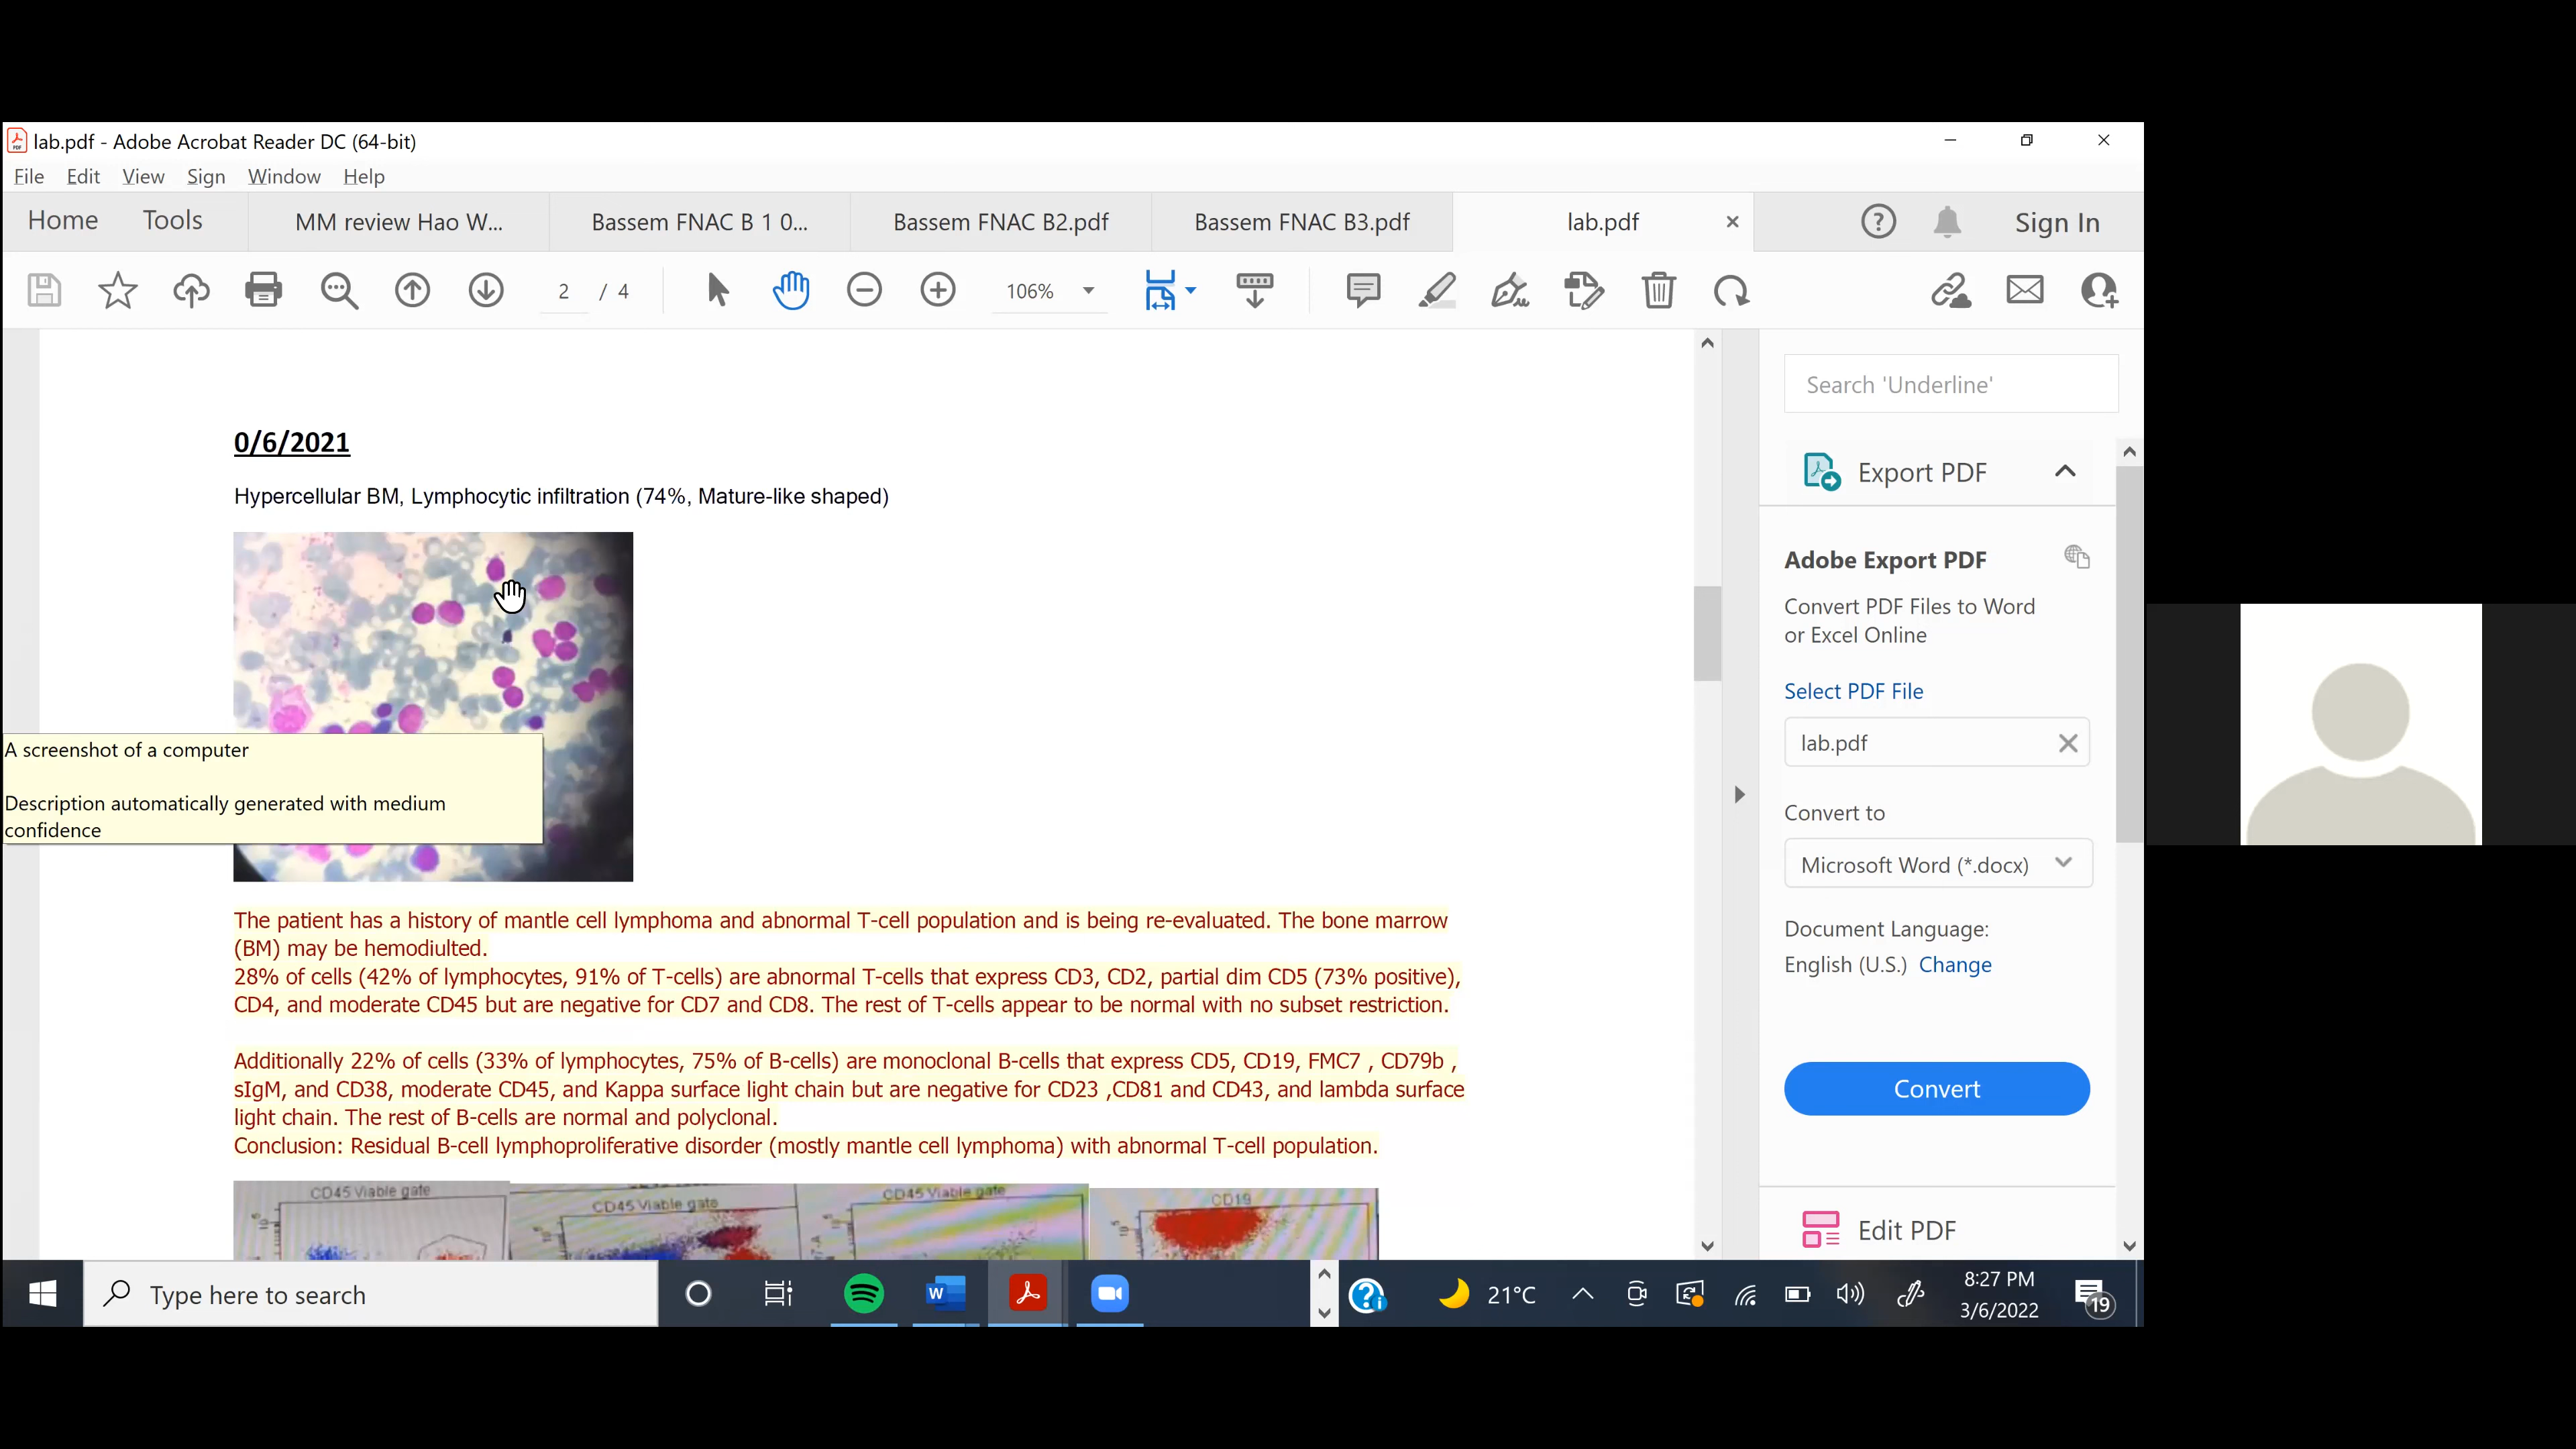 lab.pdf - Adobe Acrobat Reader DC (64-bit)
File Edit View Sign Window Help
Home Tools MM review Hao W... Bassem FNAC B 1 0... Bassem FNAC B2.pdf Bassem FNAC B3.pdf lab.pdf Sign In
2 / 4 106%
Search 'Underline'
0/6/2021
Export PDF
Hypercellular BM, Lymphocytic infiltration (74%, Mature-like shaped)
Adobe Export PDF
Convert PDF Files to Word
or Excel Online
Select PDF File
lab.pdf
A screenshot of a computer
Description automatically generated with medium
confidence
Convert to
Microsoft Word (*.docx)
Document Language:
English (U.S.) Change
Convert
Edit PDF
The patient has a history of mantle cell lymphoma and abnormal T-cell population and is being re-evaluated. The bone marrow
(BM) may be hemodiulted.
28% of cells (42% of lymphocytes, 91% of T-cells) are abnormal T-cells that express CD3, CD2, partial dim CD5 (73% positive),
CD4, and moderate CD45 but are negative for CD7 and CD8. The rest of T-cells appear to be normal with no subset restriction.
Additionally 22% of cells (33% of lymphocytes, 75% of B-cells) are monoclonal B-cells that express CD5, CD19, FMC7 , CD79b ,
sIgM, and CD38, moderate CD45, and Kappa surface light chain but are negative for CD23 ,CD81 and CD43, and lambda surface
light chain. The rest of B-cells are normal and polyclonal.
Conclusion: Residual B-cell lymphoproliferative disorder (mostly mantle cell lymphoma) with abnormal T-cell population.
CD45 Viable gate CD45 Viable gate CD45 Viable gate CD19
Type here to search
21°C
8:27 PM
3/6/2022
19